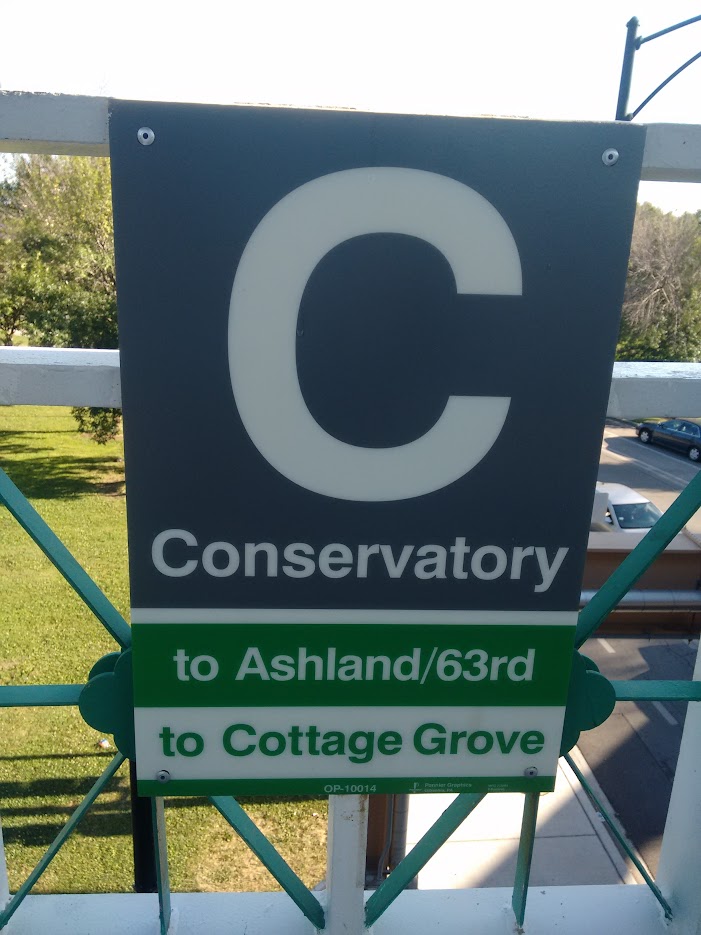 C
Conservatory
to Ashland/63rd
to Cottage Grove
OP-10014